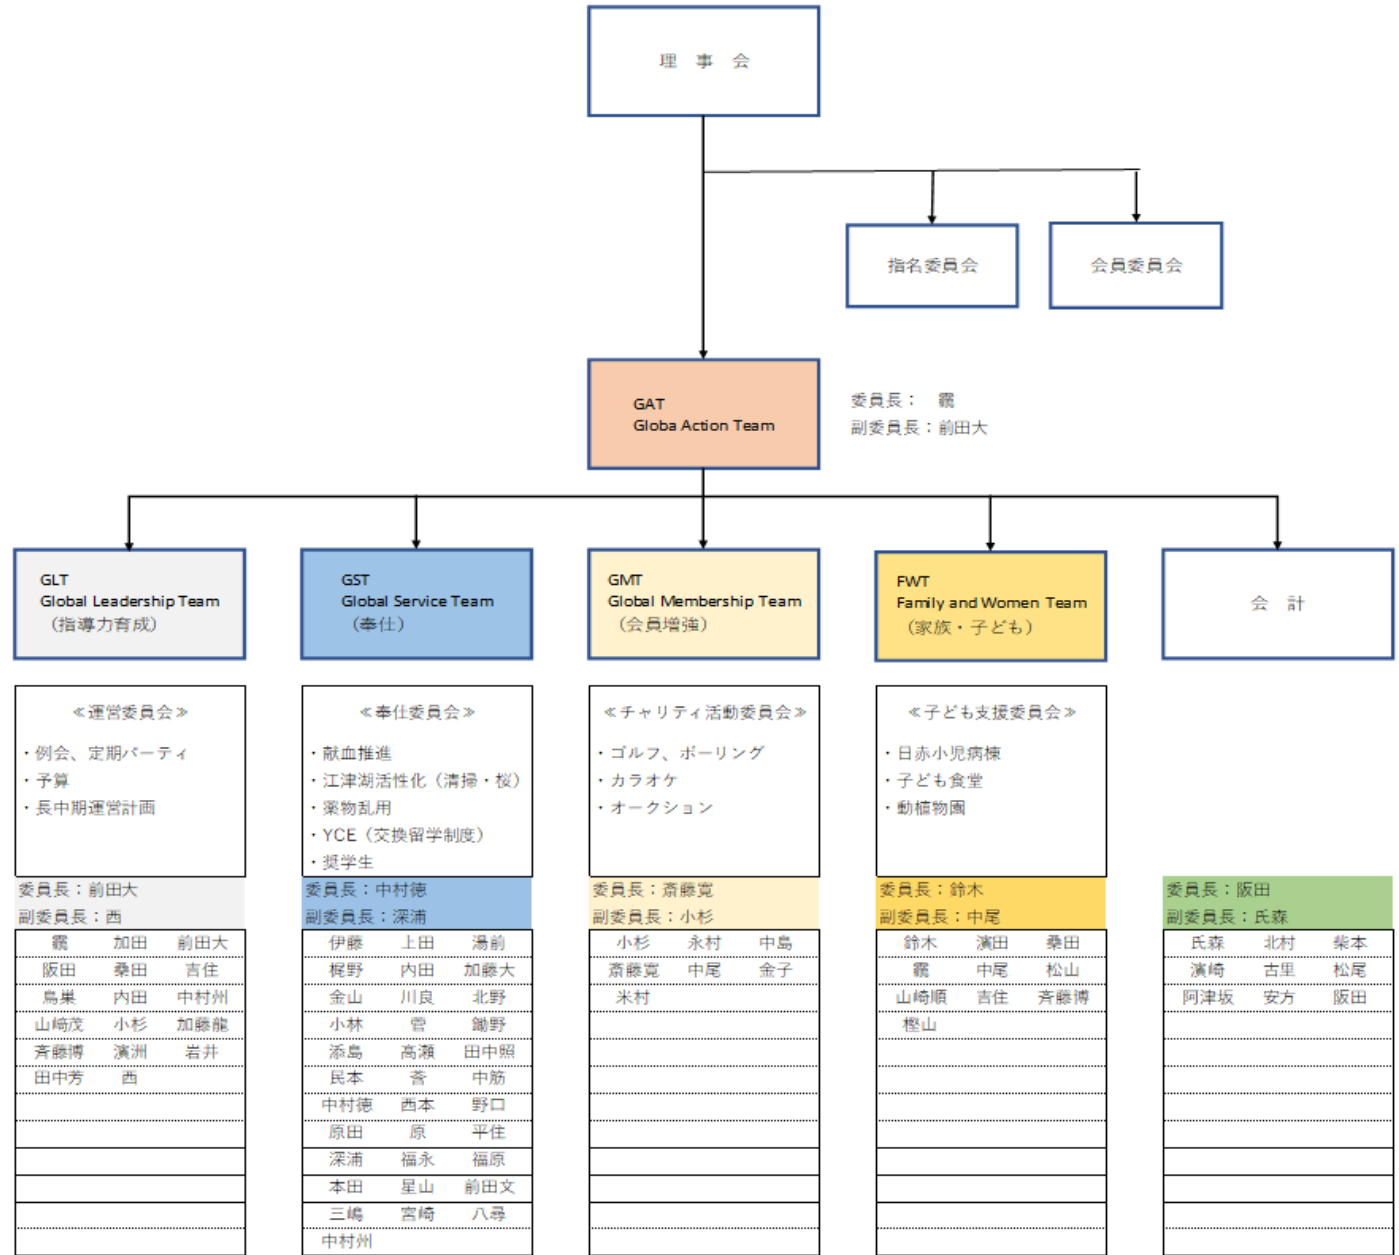 理 事 会
指名委員会
会員委員会
GAT
Globa Action Team
委員長： 靍
副委員長：前田大
GLT
Global Leadership Team
（指導力育成）
GST
Global Service Team
（奉仕）
GMT
Global Membership Team
（会員増強）
FWT
Family and Women Team
（家族・子ども）
会 計
≪運営委員会≫
・例会、定期パーティ
・予算
・長中期運営計画
委員長：前田大
副委員長：西
靍 加田 前田大
阪田 桑田 吉住
鳥巣 内田 中村州
山﨑茂 小杉 加藤龍
斉藤博 濱洲 岩井
田中芳 西
≪奉仕委員会≫
・献血推進
・江津湖活性化（清掃・桜）
・薬物乱用
・YCE（交換留学制度）
・奨学生
委員長：中村徳
副委員長：深浦
伊藤 上田 湯前
梶野 内田 加藤大
金山 川良 北野
小林 菅 鋤野
添島 高瀬 田中照
民本 中筋
中村徳 西本 野口
原田 原 平住
深浦 福永 福原
本田 星山 前田文
三嶋 宮崎 八尋
中村州
≪チャリティ活動委員会≫
・ゴルフ、ボーリング
・カラオケ
・オークション
委員長：斎藤寛
副委員長：小杉
小杉 永村 中島
斎藤寛 中尾 金子
米村
≪子ども支援委員会≫
・日赤小児病棟
・子ども食堂
・動植物園
委員長：鈴木
副委員長：中尾
鈴木 濱田 桑田
靍 中尾 松山
山崎順 吉住 斉藤博
樫山
委員長：阪田
副委員長：氏森
氏森 北村 柴本
濱崎 古里 松尾
阿津坂 安方 阪田